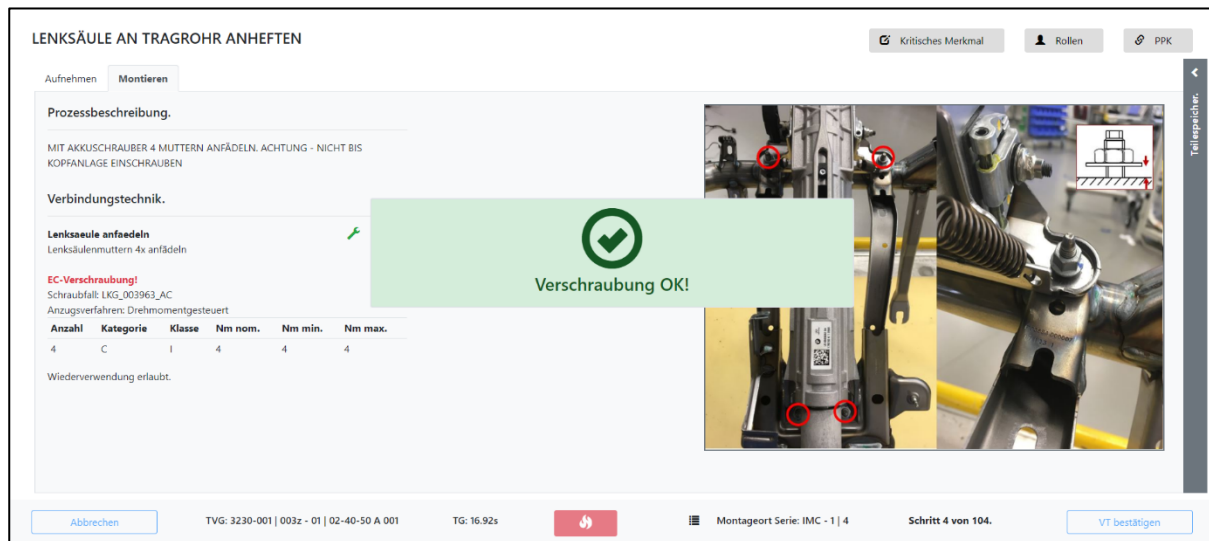 LENKSÄULE AN TRAGROHR ANHEFTEN
Kritisches Merkmal
Rollen
PPK
Aufnehmen
Montieren
Teilespeicher.
Prozessbeschreibung.
MIT AKKUSCHRAUBER 4 MUTTERN ANFÄDELN. ACHTUNG - NICHT BIS
KOPFANLAGE EINSCHRAUBEN
Verbindungstechnik.
Lenksaeule anfaedeln
Lenksäulenmuttern 4x anfädeln
EC-Verschraubung!
Schraubfall: LKG_003963_AC
Anzugsverfahren: Drehmomentgesteuert
Anzahl Kategorie Klasse Nm nom. Nm min. Nm max.
4 C I 4 4 4
Wiederverwendung erlaubt.
Verschraubung OK!
Abbrechen
TVG: 3230-001 | 003z - 01 | 02-40-50 A 001
TG: 16.92s
Montageort Serie: IMC - 1 | 4
Schritt 4 von 104.
VT bestätigen